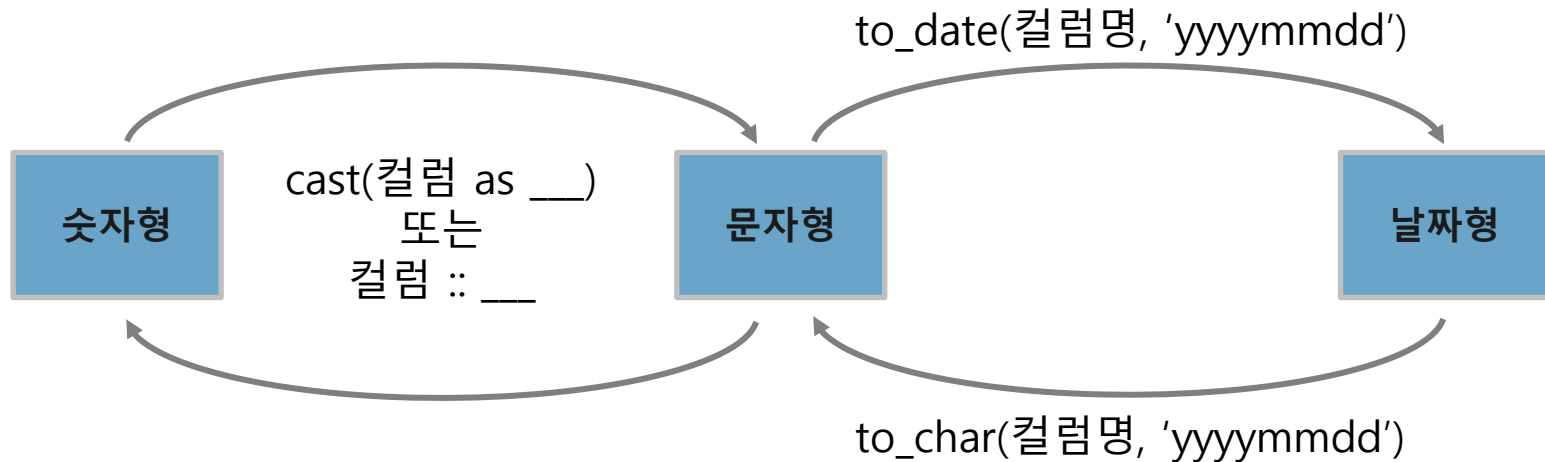 to_date(컬럼명, ‘yyyymmdd’)
숫자형
cast(컬럼 as ___)
또는
컬럼 :: ___
문자형
날짜형
to_char(컬럼명, ‘yyyymmdd’)